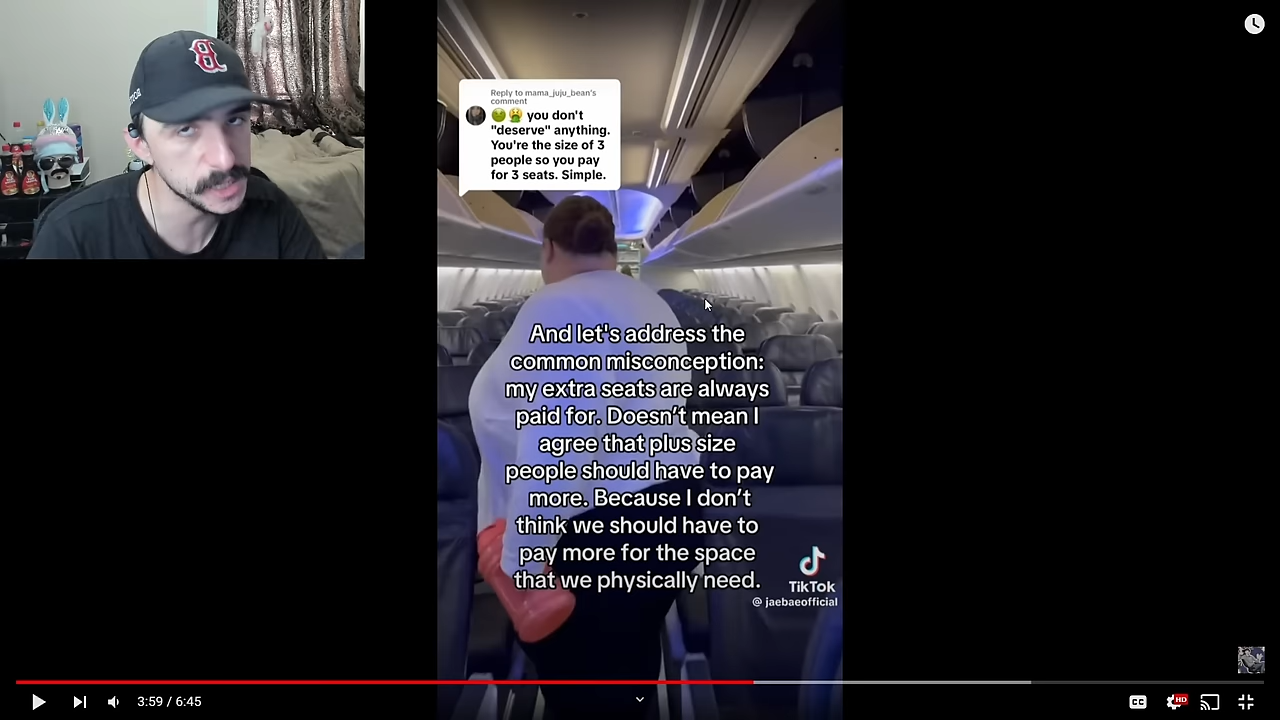 Reply to mama_juju_bean's
comment
🤢🤮 you don't
"deserve" anything.
You're the size of 3
people so you pay
for 3 seats. Simple.
And let's address the
common misconception:
my extra seats are always
paid for. Doesn't mean I
agree that plus size
people should have to pay
more. Because I don't
think we should have to
pay more for the space
that we physically need.
TikTok
@ jaebaeofficial
3:59 / 6:45
CC
HD
B